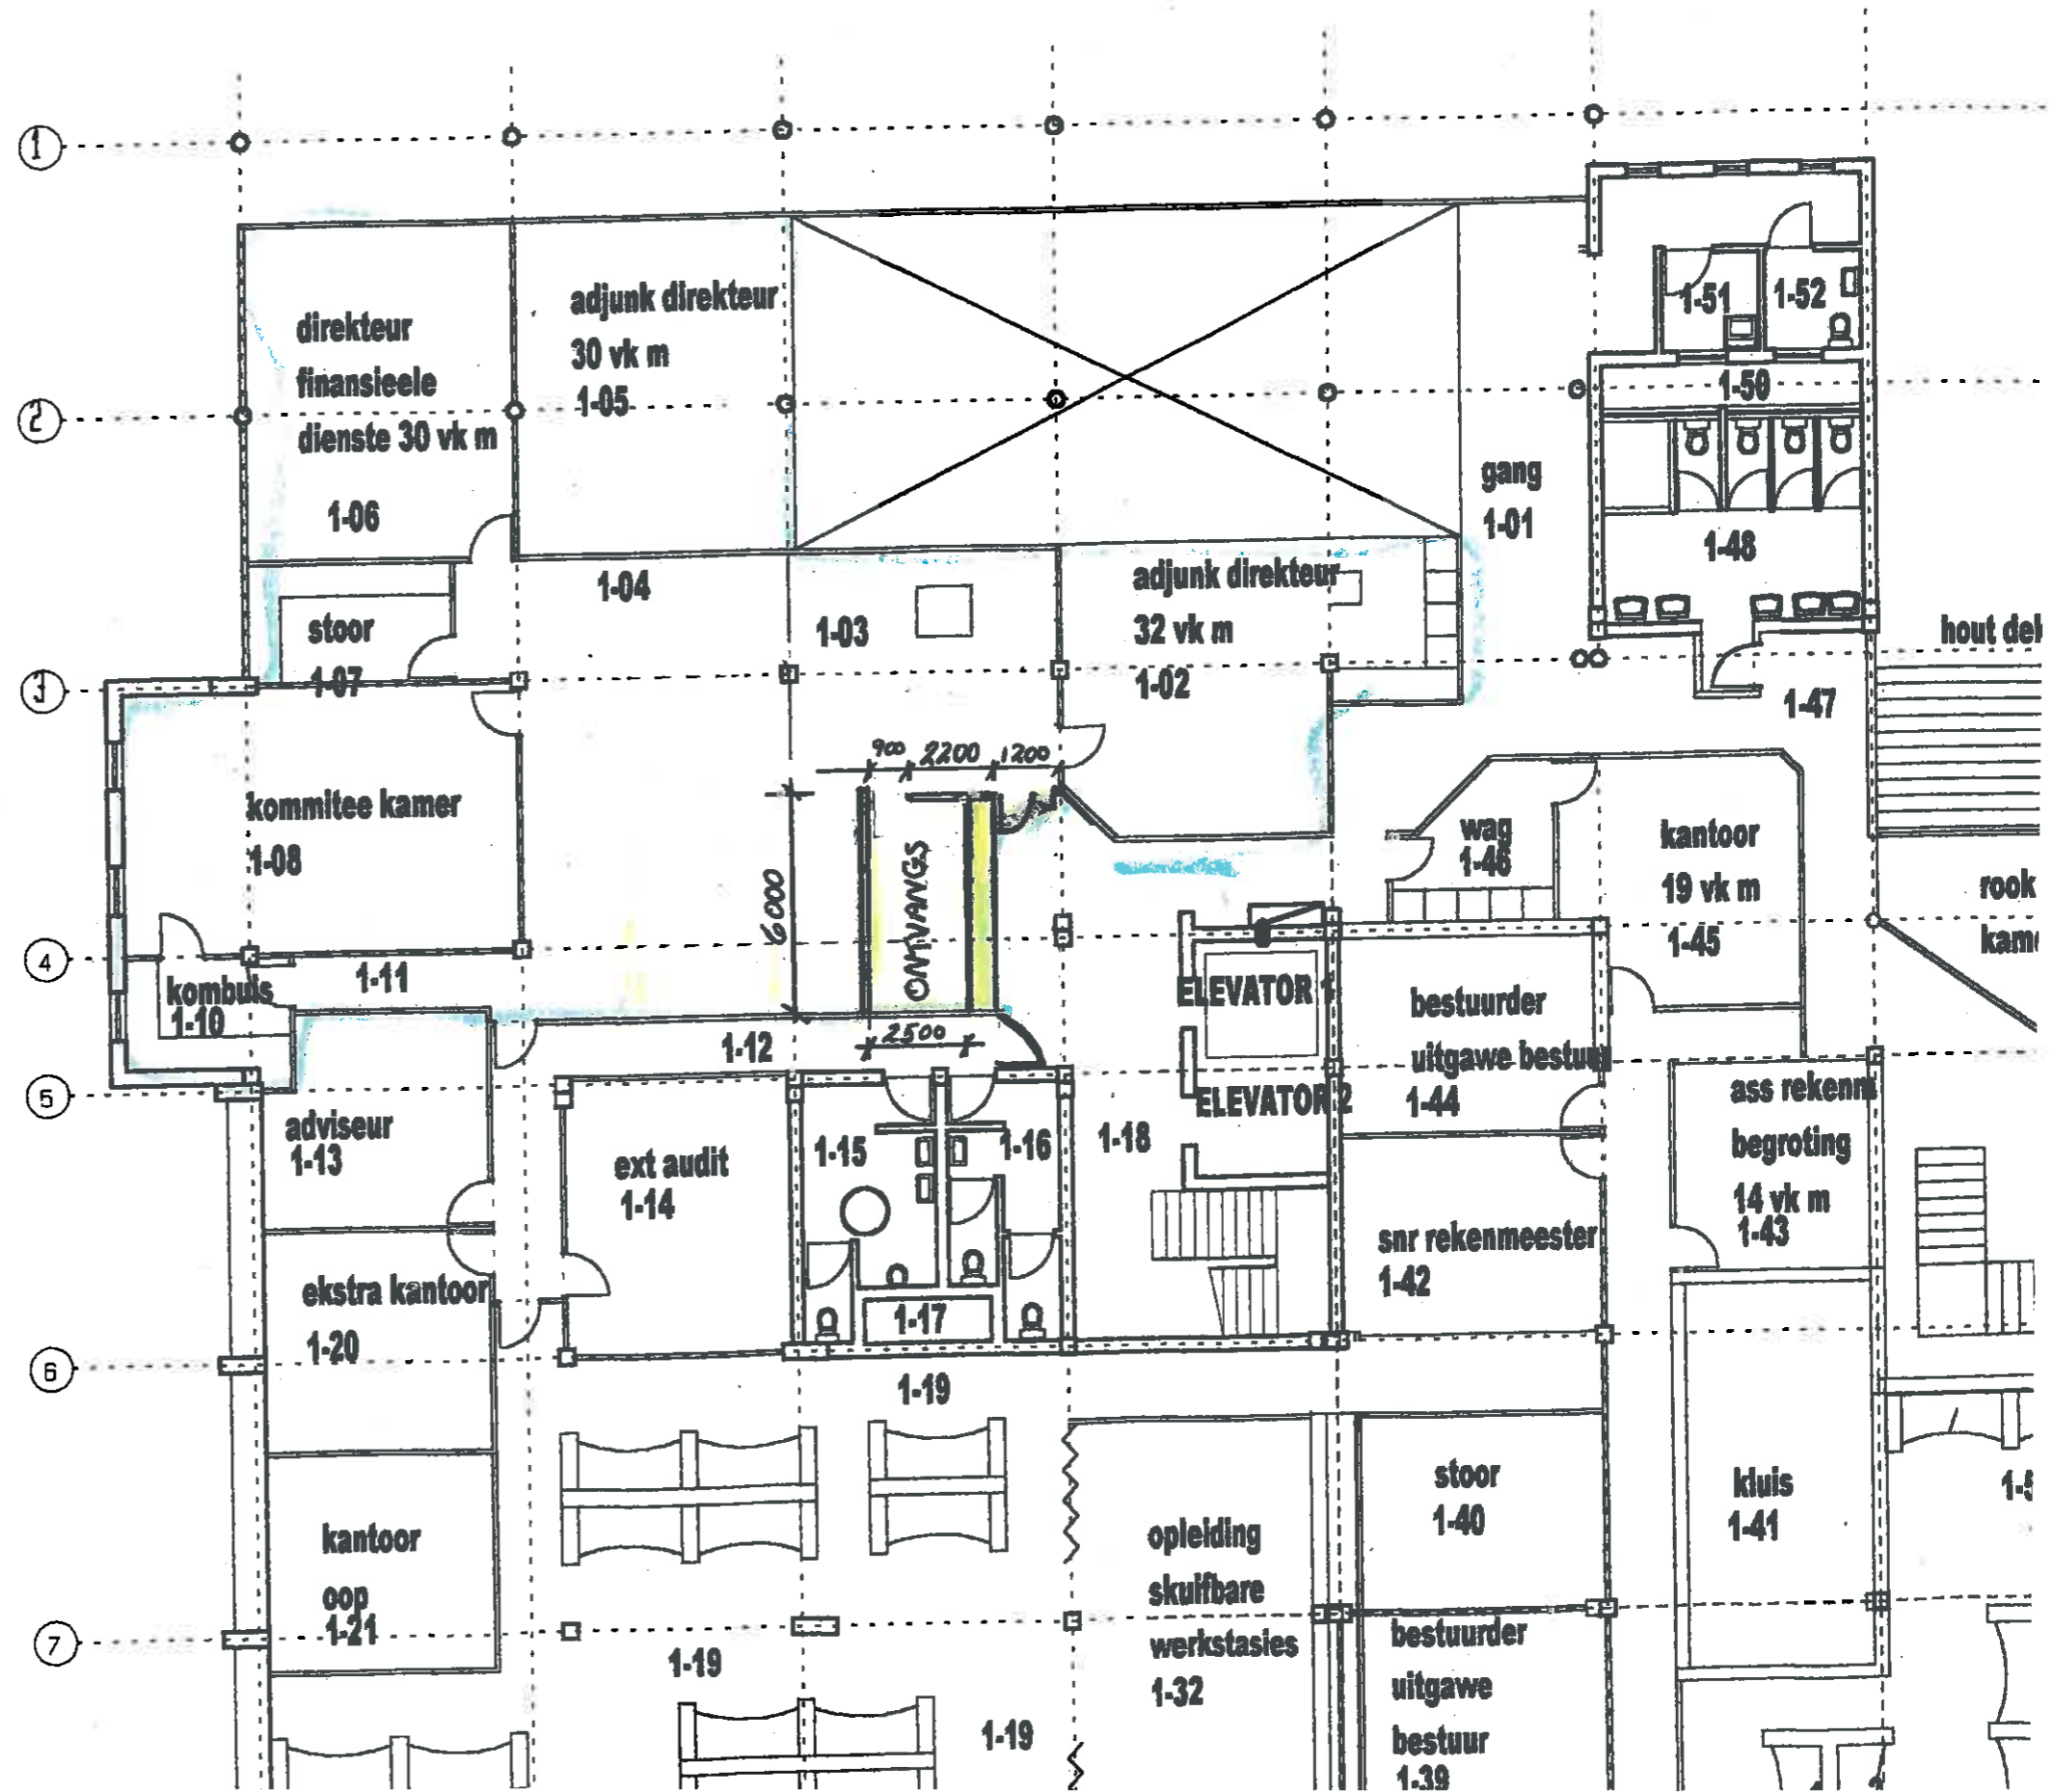 1
2
3
4
5
6
7
direkteur
finansieele
dienste 30 vk m
1-06
adjunk direkteur
30 vk m
1-05
gang
1-01
1-51
1-52
1-50
1-48
stoor
1-07
1-04
1-03
adjunk direkteur
32 vk m
1-02
1-47
hout dek
kommitee kamer
1-08
900
2200
1200
6000
ONTVANGS
2500
wag
1-46
kantoor
19 vk m
1-45
rook
kame
kombuis
1-10
1-11
1-12
ELEVATOR 1
ELEVATOR 2
bestuurder
uitgawe bestuur
1-44
ass rekenm
begroting
14 vk m
1-43
adviseur
1-13
ext audit
1-14
1-15
1-16
1-17
1-18
snr rekenmeester
1-42
ekstra kantoor
1-20
1-19
kantoor
oop
1-21
1-19
1-19
opleiding
skuifbare
werkstasies
1-32
stoor
1-40
kluis
1-41
bestuurder
uitgawe
bestuur
1-39